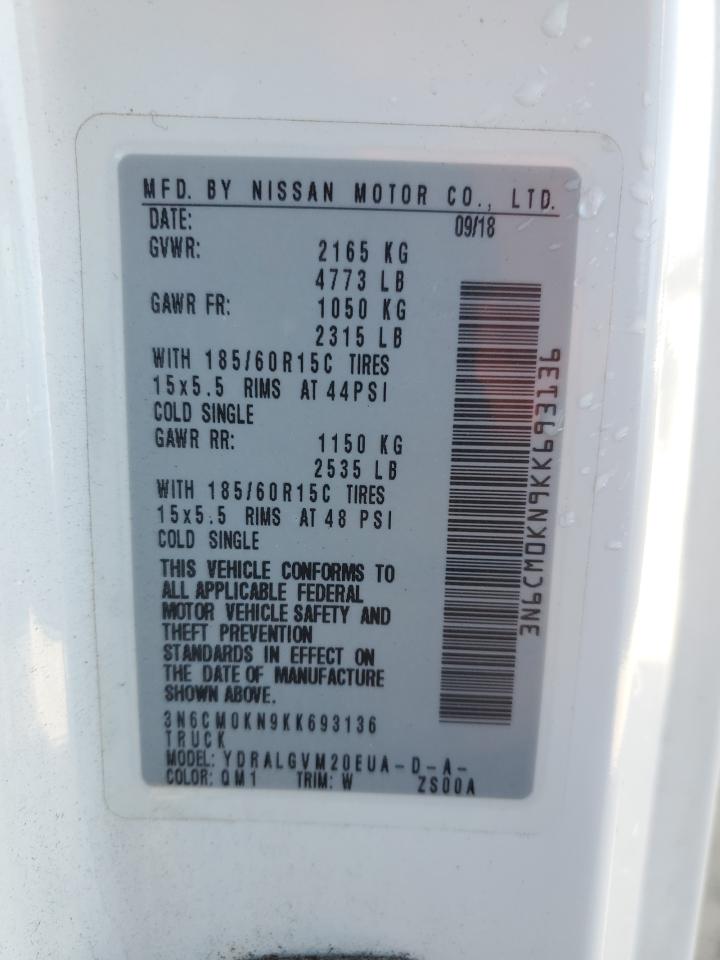 MFD. BY NISSAN MOTOR CO., LTD.
DATE: 09/18
GVWR: 2165 KG
4773 LB
GAWR FR: 1050 KG
2315 LB
WITH 185/60R15C TIRES
15x5.5 RIMS AT 44PSI
COLD SINGLE
GAWR RR: 1150 KG
2535 LB
WITH 185/60R15C TIRES
15x5.5 RIMS AT 48 PSI
COLD SINGLE
THIS VEHICLE CONFORMS TO
ALL APPLICABLE FEDERAL
MOTOR VEHICLE SAFETY AND
THEFT PREVENTION
STANDARDS IN EFFECT ON
THE DATE OF MANUFACTURE
SHOWN ABOVE.
3N6CM0KN9KK693136
TRUCK
MODEL: YDRALGVM20EUA-D-A-
COLOR: QM1 TRIM: W ZS00A
3N6CM0KN9KK693136